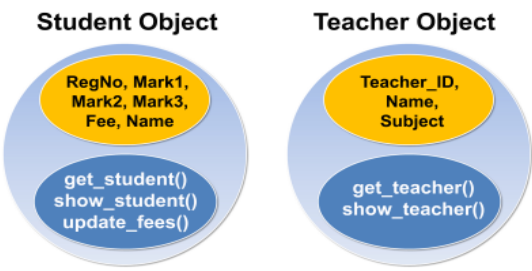 Student Object
RegNo, Mark1,
Mark2, Mark3,
Fee, Name
get_student()
show_student()
update_fees()
Teacher Object
Teacher_ID,
Name,
Subject
get_teacher()
show_teacher()